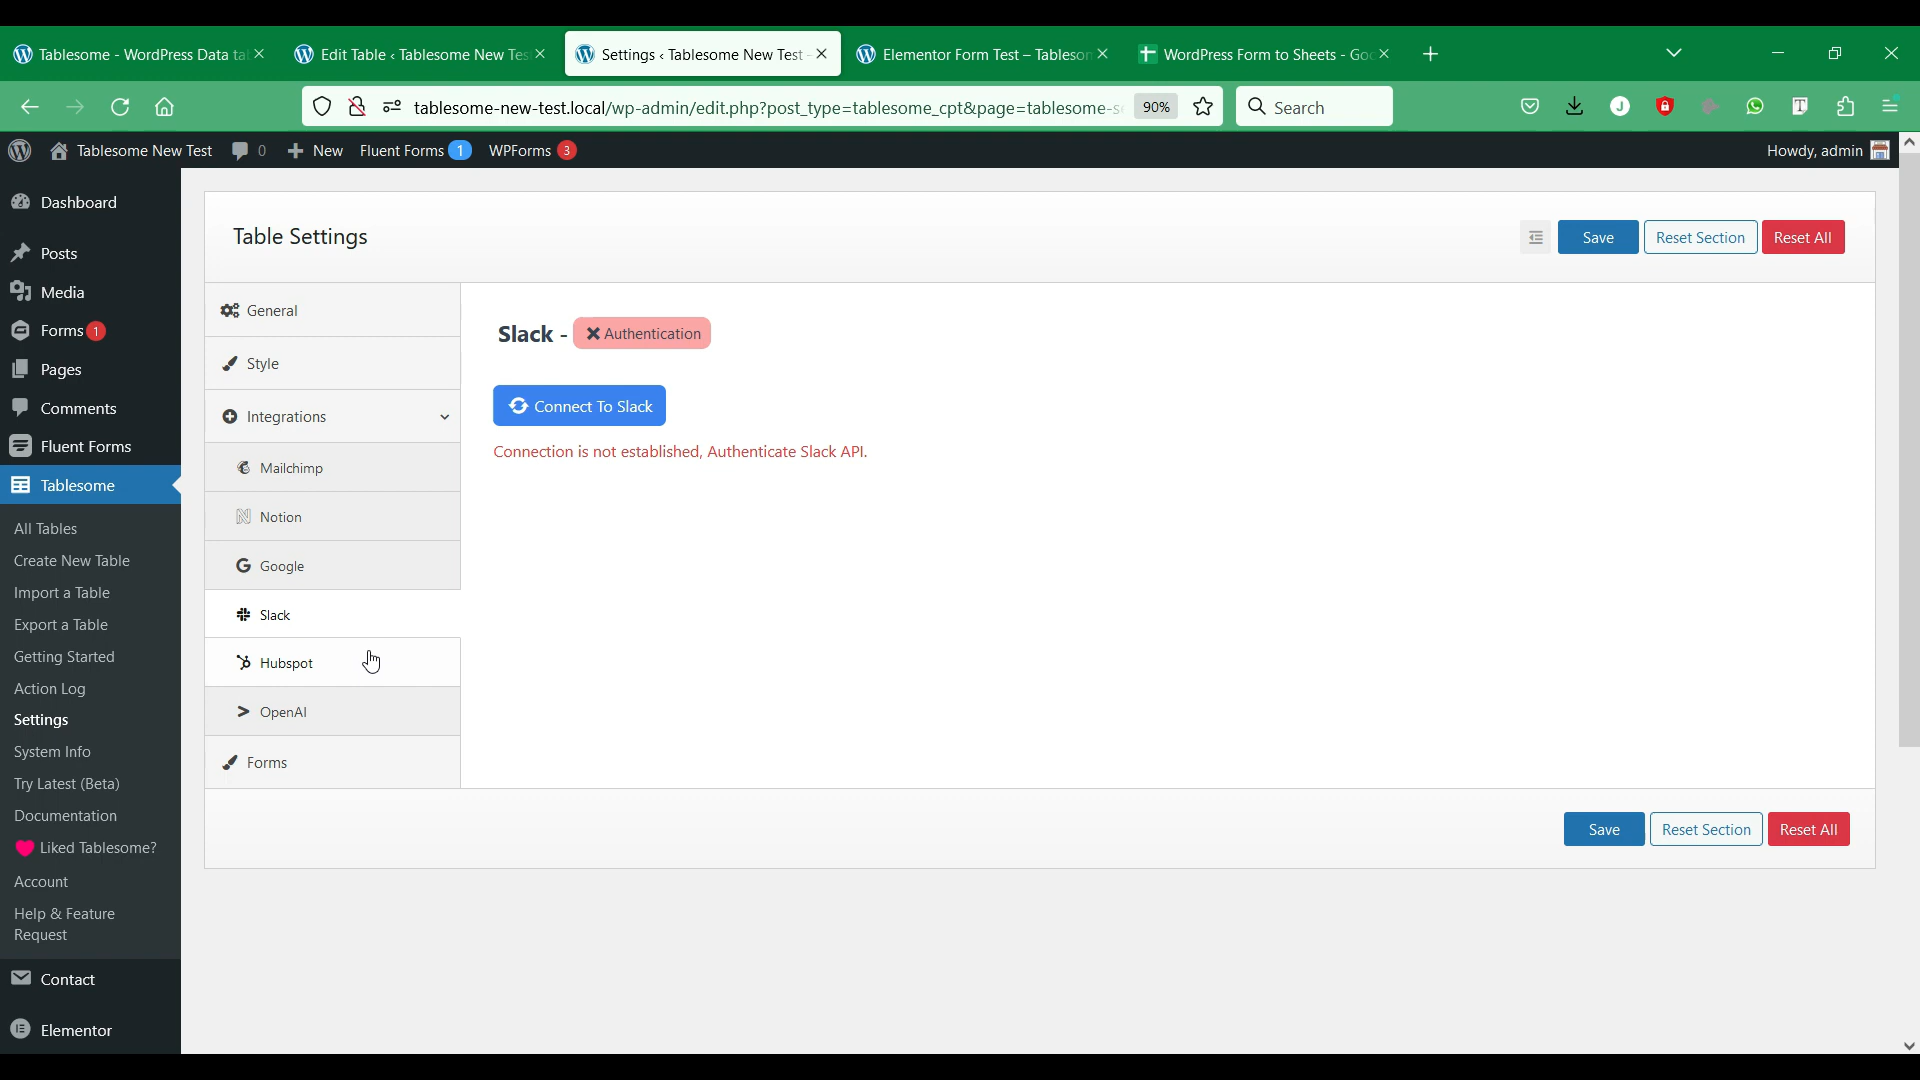 Tablesome - WordPress Data ta
Edit Table ‹ Tablesome New Tes
Settings ‹ Tablesome New Test -
Elementor Form Test – Tableson
WordPress Form to Sheets - Goo
tablesome-new-test.local/wp-admin/edit.php?post_type=tablesome_cpt&page=tablesome-s
90%
Search
Tablesome New Test
0
New
Fluent Forms 1
WPForms 3
Howdy, admin
Dashboard
Posts
Media
Forms 1
Pages
Comments
Fluent Forms
Tablesome
All Tables
Create New Table
Import a Table
Export a Table
Getting Started
Action Log
Settings
System Info
Try Latest (Beta)
Documentation
Liked Tablesome?
Account
Help & Feature
Request
Contact
Elementor
Table Settings
Save
Reset Section
Reset All
General
Style
Integrations
Mailchimp
Notion
Google
Slack
Hubspot
OpenAI
Forms
Slack - Authentication
Connect To Slack
Connection is not established, Authenticate Slack API.
Save
Reset Section
Reset All